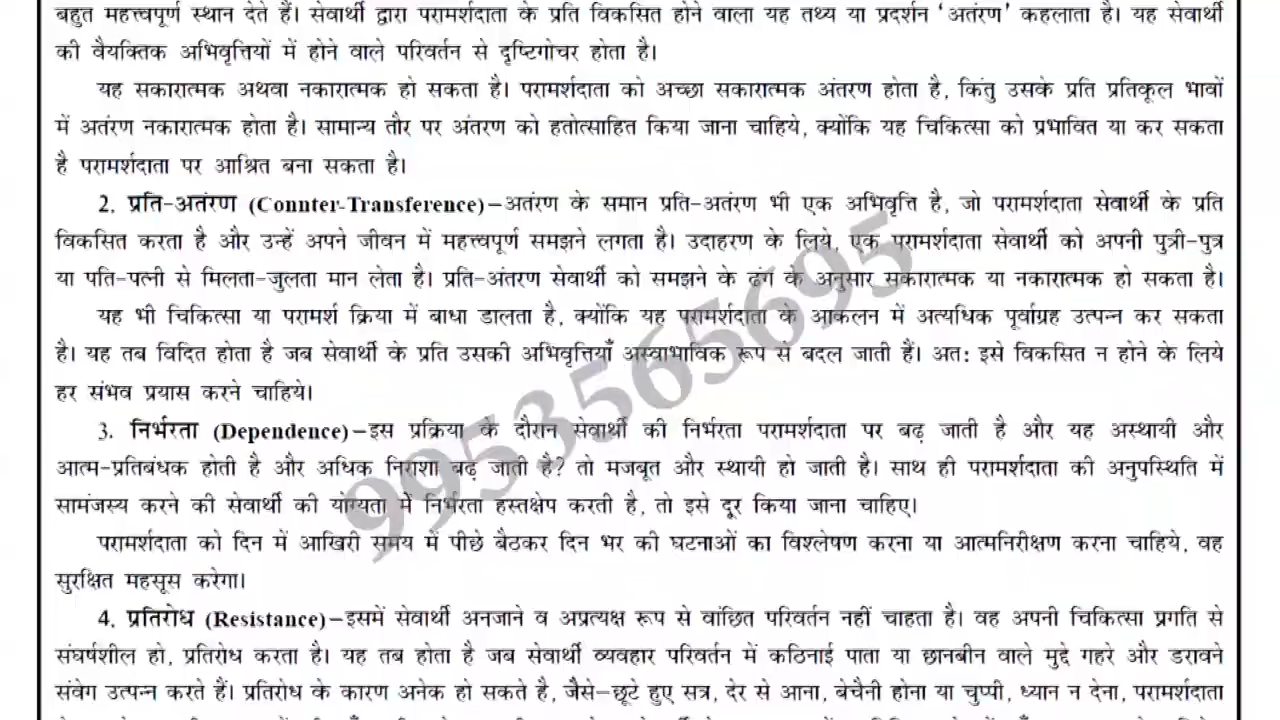 बहुत महत्त्वपूर्ण स्थान देते हैं। सेवार्थी द्वारा परामर्शदाता के प्रति विकसित होने वाला यह तथ्य या प्रदर्शन ‘अतंरण’ कहलाता है। यह सेवार्थी
की वैयक्तिक अभिवृत्तियों में होने वाले परिवर्तन से दृष्टिगोचर होता है।
यह सकारात्मक अथवा नकारात्मक हो सकता है। परामर्शदाता को अच्छा सकारात्मक अंतरण होता है, किंतु उसके प्रति प्रतिकूल भावों
में अतंरण नकारात्मक होता है। सामान्य तौर पर अंतरण को हतोत्साहित किया जाना चाहिये, क्योंकि यह चिकित्सा को प्रभावित या कर सकता
है परामर्शदाता पर आश्रित बना सकता है।
2. प्रति-अतंरण (Connter-Transference)–अतंरण के समान प्रति-अतंरण भी एक अभिवृत्ति है, जो परामर्शदाता सेवार्थी के प्रति
विकसित करता है और उन्हें अपने जीवन में महत्त्वपूर्ण समझने लगता है। उदाहरण के लिये, एक परामर्शदाता सेवार्थी को अपनी पुत्री-पुत्र
या पति-पत्नी से मिलता-जुलता मान लेता है। प्रति-अंतरण सेवार्थी को समझने के ढंग के अनुसार सकारात्मक या नकारात्मक हो सकता है।
यह भी चिकित्सा या परामर्श क्रिया में बाधा डालता है, क्योंकि यह परामर्शदाता के आकलन में अत्यधिक पूर्वाग्रह उत्पन्न कर सकता
है। यह तब विदित होता है जब सेवार्थी के प्रति उसकी अभिवृत्तियाँ अस्वाभाविक रूप से बदल जाती हैं। अतः इसे विकसित न होने के लिये
हर संभव प्रयास करने चाहिये।
3. निर्भरता (Dependence)–इस प्रक्रिया के दौरान सेवार्थी की निर्भरता परामर्शदाता पर बढ़ जाती है और यह अस्थायी और
आत्म-प्रतिबंधक होती है और अधिक निराशा बढ़ जाती है? तो मजबूत और स्थायी हो जाती है। साथ ही परामर्शदाता की अनुपस्थिति में
सामंजस्य करने की सेवार्थी की योग्यता में निर्भरता हस्तक्षेप करती है, तो इसे दूर किया जाना चाहिए।
परामर्शदाता को दिन में आखिरी समय में पीछे बैठकर दिन भर की घटनाओं का विश्लेषण करना या आत्मनिरीक्षण करना चाहिये, वह
सुरक्षित महसूस करेगा।
4. प्रतिरोध (Resistance)–इसमें सेवार्थी अनजाने व अप्रत्यक्ष रूप से वांछित परिवर्तन नहीं चाहता है। वह अपनी चिकित्सा प्रगति से
संघर्षशील हो, प्रतिरोध करता है। यह तब होता है जब सेवार्थी व्यवहार परिवर्तन में कठिनाई पाता या छानबीन वाले मुद्दे गहरे और डरावने
संवेग उत्पन्न करते हैं। प्रतिरोध के कारण अनेक हो सकते है, जैसे–छूटे हुए सत्र, देर से आना, बेचैनी होना या चुप्पी, ध्यान न देना, परामर्शदाता
9953565695